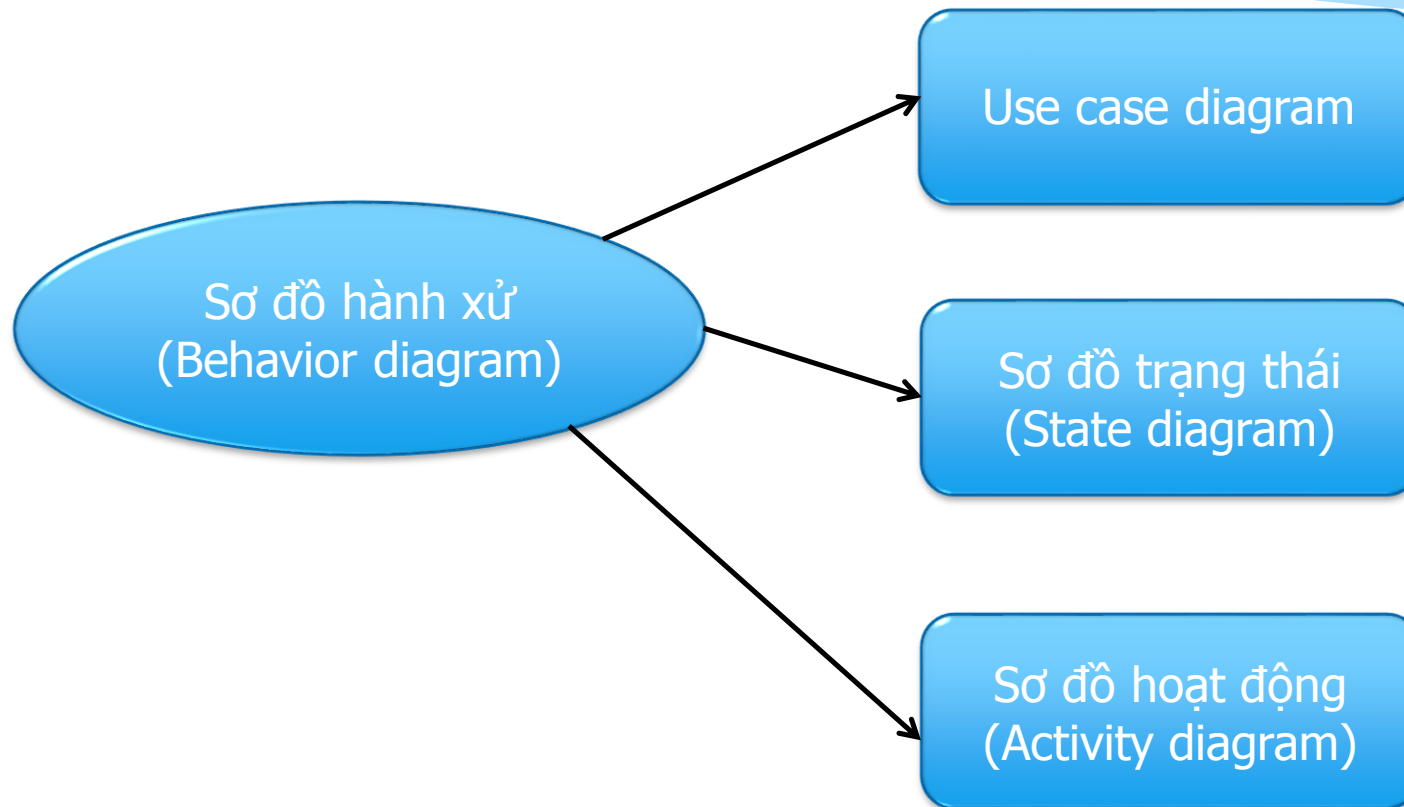 Use case diagram
Sơ đồ hành xử
(Behavior diagram)
Sơ đồ trạng thái
(State diagram)
Sơ đồ hoạt động
(Activity diagram)